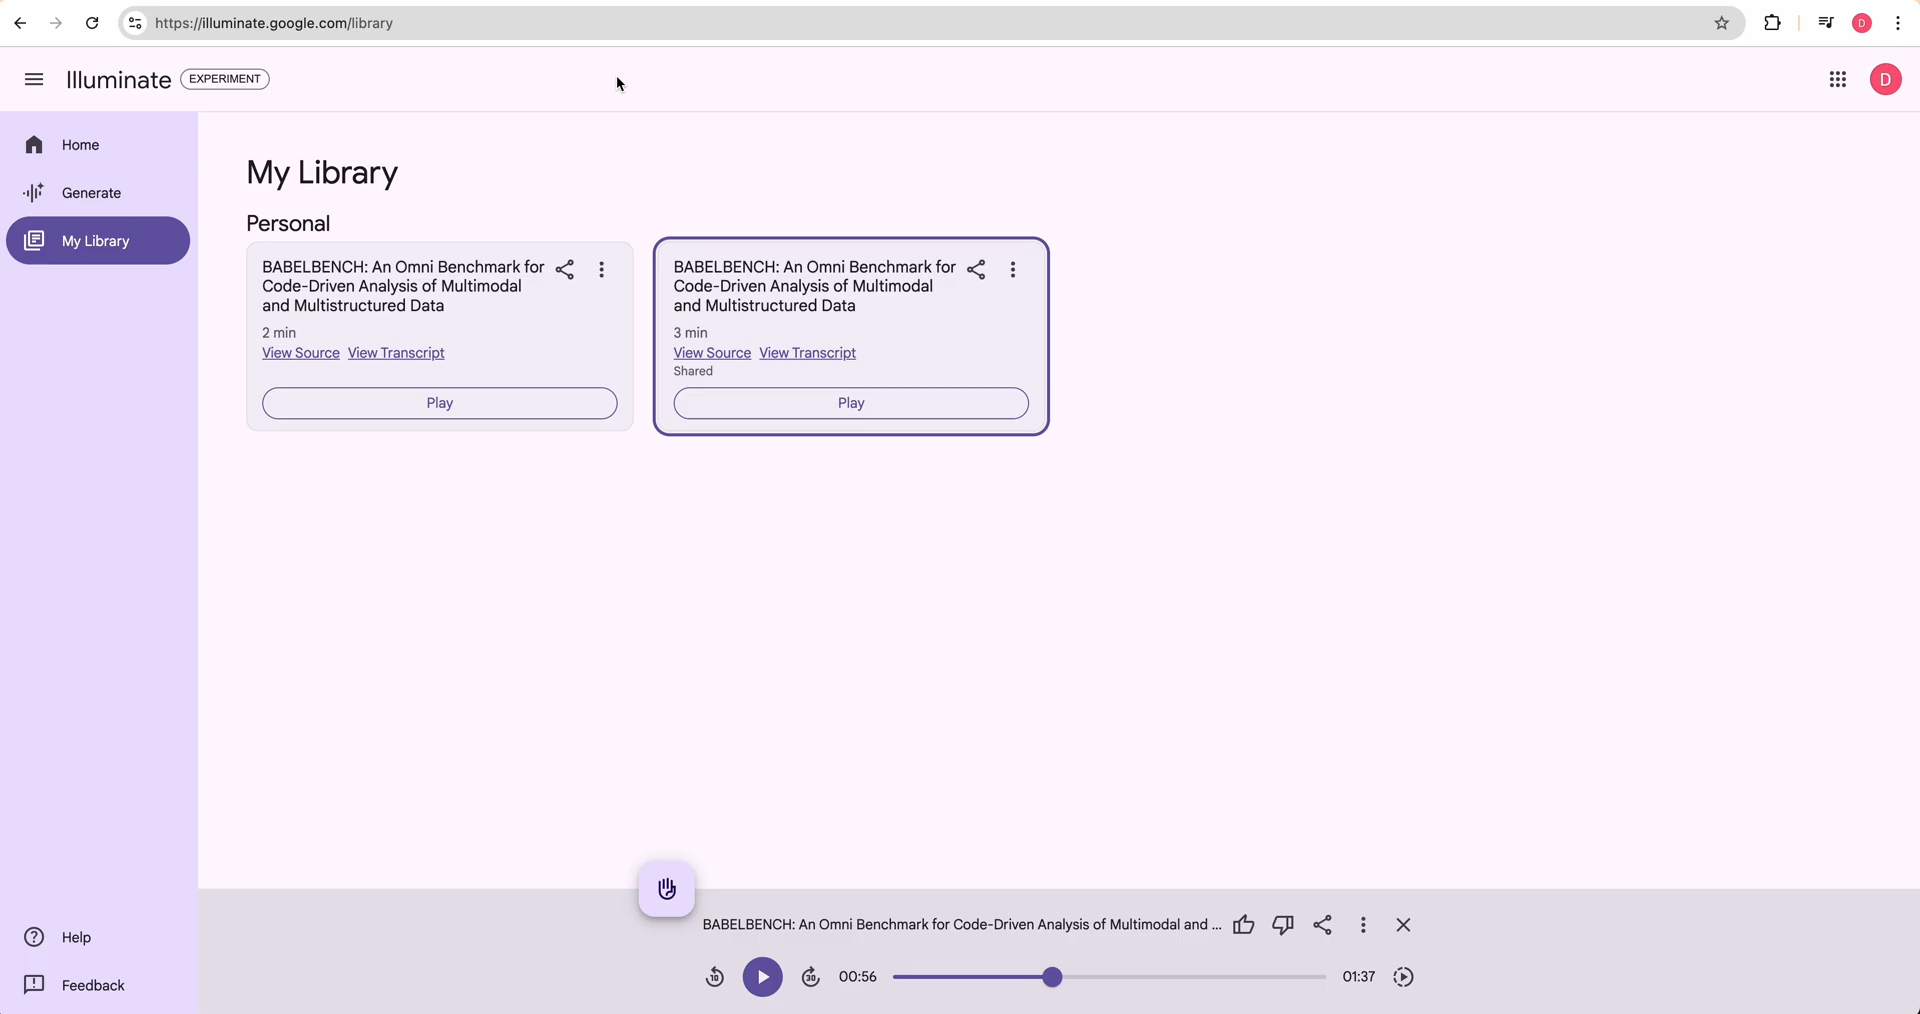 https://illuminate.google.com/library
D
Illuminate EXPERIMENT
D
Home
Generate
My Library
Help
Feedback
My Library
Personal
BABELBENCH: An Omni Benchmark for
Code-Driven Analysis of Multimodal
and Multistructured Data
2 min
View Source View Transcript
Play
BABELBENCH: An Omni Benchmark for
Code-Driven Analysis of Multimodal
and Multistructured Data
3 min
View Source View Transcript
Shared
Play
BABELBENCH: An Omni Benchmark for Code-Driven Analysis of Multimodal and ...
10 30 00:56 01:37